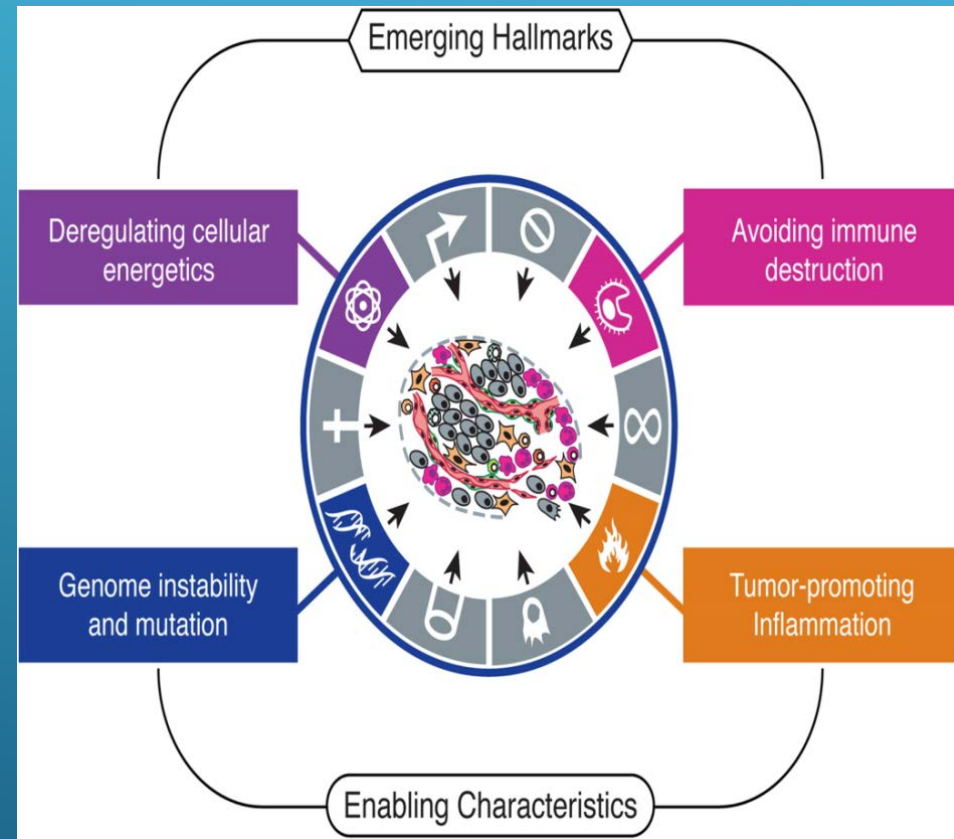 Emerging Hallmarks
Deregulating cellular
energetics
Avoiding immune
destruction
Genome instability
and mutation
Tumor-promoting
Inflammation
Enabling Characteristics